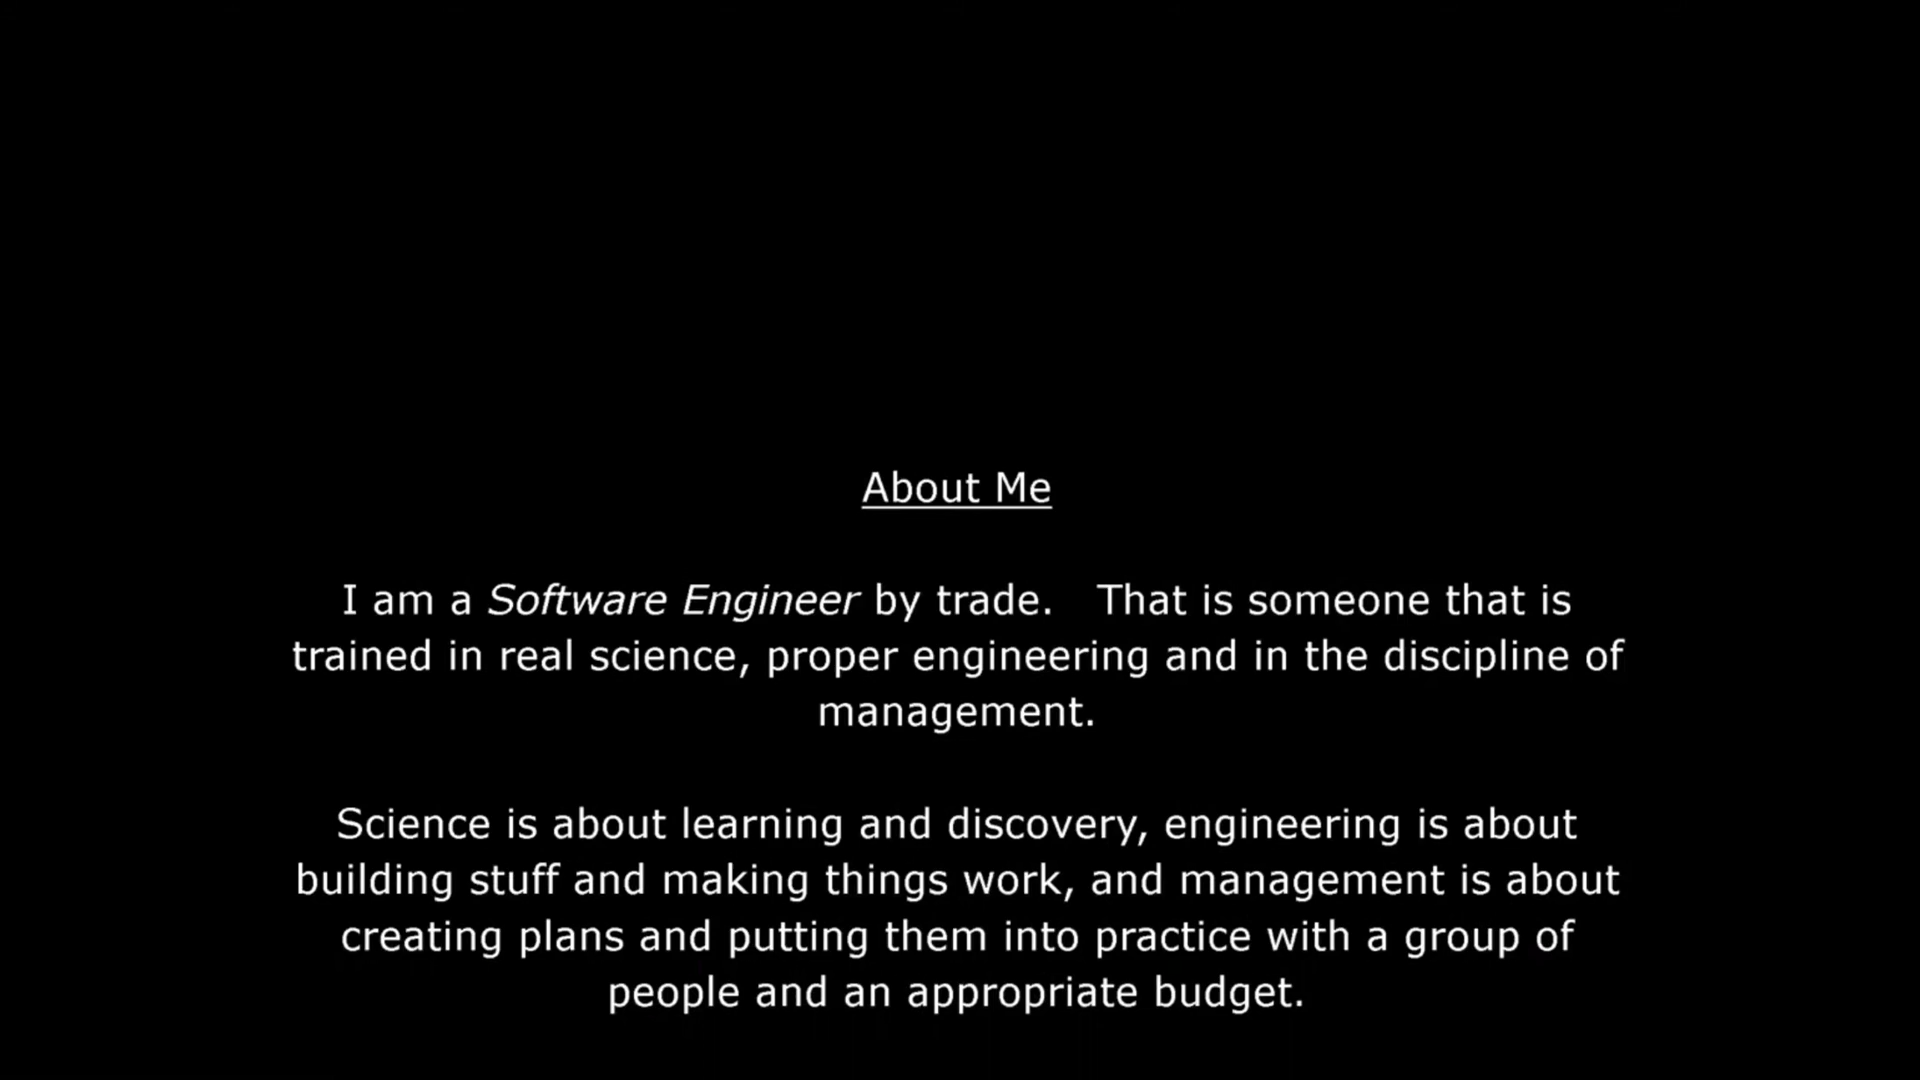 About Me
I am a Software Engineer by trade.   That is someone that is
trained in real science, proper engineering and in the discipline of
management.
Science is about learning and discovery, engineering is about
building stuff and making things work, and management is about
creating plans and putting them into practice with a group of
people and an appropriate budget.